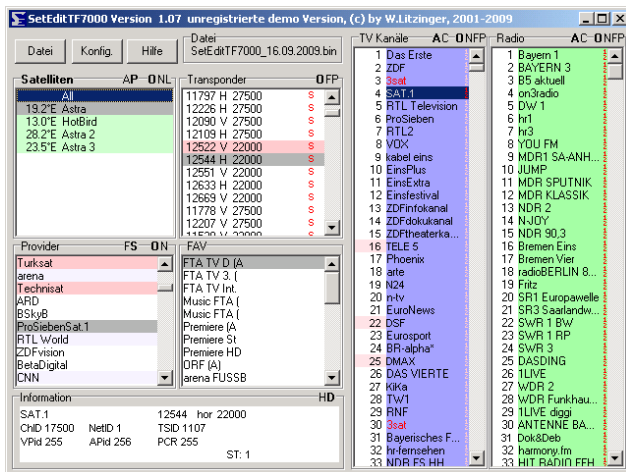 SetEditTF7000 Version 1.07 unregistrierte demo Version, (c) by W.Litzinger, 2001-2009
Datei
Konfig.
Hilfe
Datei
SetEditTF7000_16.09.2009.bin
Satelliten AP ONL
All
19.2°E Astra
13.0°E HotBird
28.2°E Astra 2
23.5°E Astra 3
Transponder OFP
11797 H 27500 S
12226 H 27500 S
12090 V 27500 S
12109 H 27500 S
12522 V 22000 S
12544 H 22000 S
12551 V 22000 S
12633 H 22000 S
12669 V 22000 S
11778 V 27500 S
12207 V 27500 S
Provider FS ON
Turksat
arena
Technisat
ARD
BSkyB
ProSiebenSat.1
RTL World
ZDFvision
BetaDigital
CNN
FAV
FTA TV D (A
FTA TV 3. (
FTA TV Int.
Music FTA (
Music FTA (
Premiere (A
Premiere St
Premiere HD
ORF (A)
arena FUSSB
Information HD
SAT.1 12544 hor 22000
ChID 17500 NetID 1 TSID 1107
VPid 255 APid 256 PCR 255
ST: 1
TV Kanäle AC ONFP
1 Das Erste
2 ZDF
3 3sat
4 SAT.1
5 RTL Television
6 ProSieben
7 RTL2
8 VOX
9 kabel eins
10 EinsPlus
11 EinsExtra
12 Einsfestival
13 ZDFinfokanal
14 ZDFdokukanal
15 ZDFtheaterka...
16 TELE 5
17 Phoenix
18 arte
19 N24
20 n-tv
21 EuroNews
22 DSF
23 Eurosport
24 BR-alpha*
25 DMAX
26 DAS VIERTE
27 KiKa
28 TW1
29 RNF
30 3sat
31 Bayerisches F...
32 hr-fernsehen
33 NDR FS HH
Radio AC ONFP
1 Bayern 1
2 BAYERN 3
3 B5 aktuell
4 on3radio
5 DW 1
6 hr1
7 hr3
8 YOU FM
9 MDR1 SA-ANH...
10 JUMP
11 MDR SPUTNIK
12 MDR KLASSIK
13 NDR 2
14 N-JOY
15 NDR 90,3
16 Bremen Eins
17 Bremen Vier
18 radioBERLIN 8...
19 Fritz
20 SR1 Europawelle
21 SR3 Saarlandw...
22 SWR 1 BW
23 SWR 1 RP
24 SWR 3
25 DASDING
26 1LIVE
27 WDR 2
28 WDR Funkhau...
29 1LIVE diggi
30 ANTENNE BA...
31 Dok&Deb
32 harmony.fm
33 HIT RADIO FFH